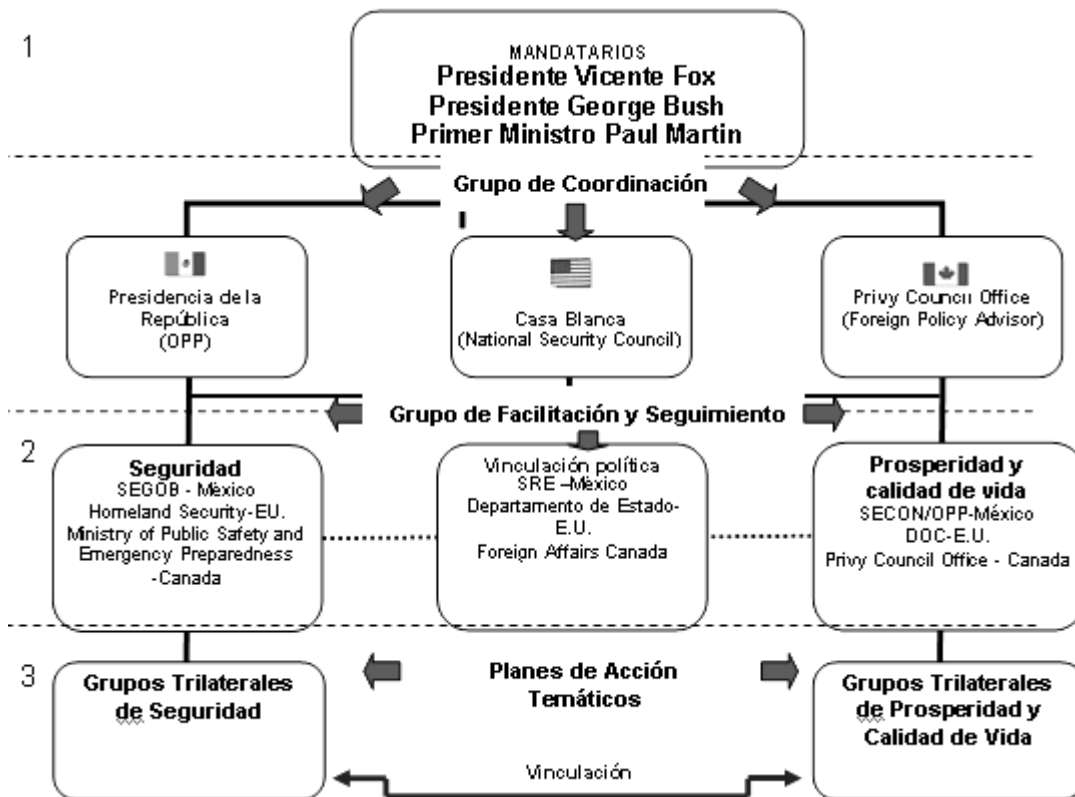 1
MANDATARIOS
Presidente Vicente Fox
Presidente George Bush
Primer Ministro Paul Martin
Grupo de Coordinación
Presidencia de la
República
(OPP)
Casa Blanca
(National Security Council)
Privy Council Office
(Foreign Policy Advisor)
Grupo de Facilitación y Seguimiento
2
Seguridad
SEGOB - México
Homeland Security-EU.
Ministry of Public Safety and
Emergency Preparedness
-Canada
Vinculación política
SRE –México
Departamento de Estado-
E.U.
Foreign Affairs Canada
Prosperidad y
calidad de vida
SECON/OPP-México
DOC-E.U.
Privy Council Office - Canada
3
Grupos Trilaterales
de Seguridad
Planes de Acción
Temáticos
Grupos Trilaterales
de Prosperidad y
Calidad de Vida
Vinculación